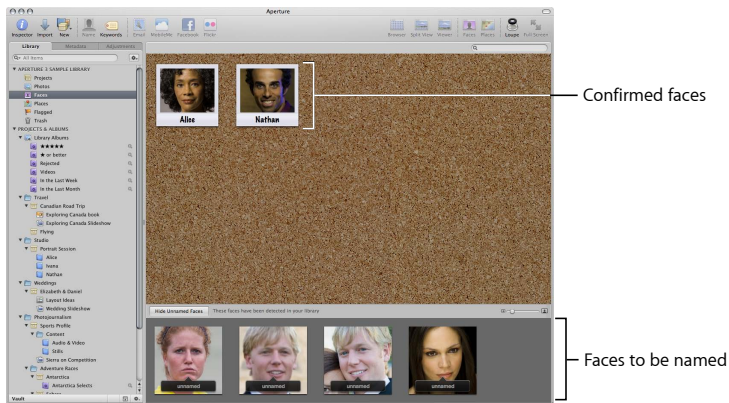 Aperture
Inspector Import New Name Keywords Email MobileMe Facebook Flickr Browser Split View Viewer Faces Places Loupe Full Screen
Library Metadata Adjustments
All Items
APERTURE 3 SAMPLE LIBRARY
Projects
Photos
Faces
Places
Flagged
Trash
PROJECTS & ALBUMS
Library Albums
★★★★★
★ or better
Rejected
Videos
In the Last Week
In the Last Month
Travel
Canadian Road Trip
Exploring Canada book
Exploring Canada Slideshow
Flying
Studio
Portrait Session
Alice
Ivana
Nathan
Weddings
Elizabeth & Daniel
Layout Ideas
Wedding Slideshow
Photojournalism
Sports Profile
Content
Audio & Video
Stills
Sierra on Competition
Adventure Races
Antarctica
Antarctica Selects
Vault
Alice Nathan
Confirmed faces
Hide Unnamed Faces These faces have been detected in your library
unnamed unnamed unnamed unnamed
Faces to be named